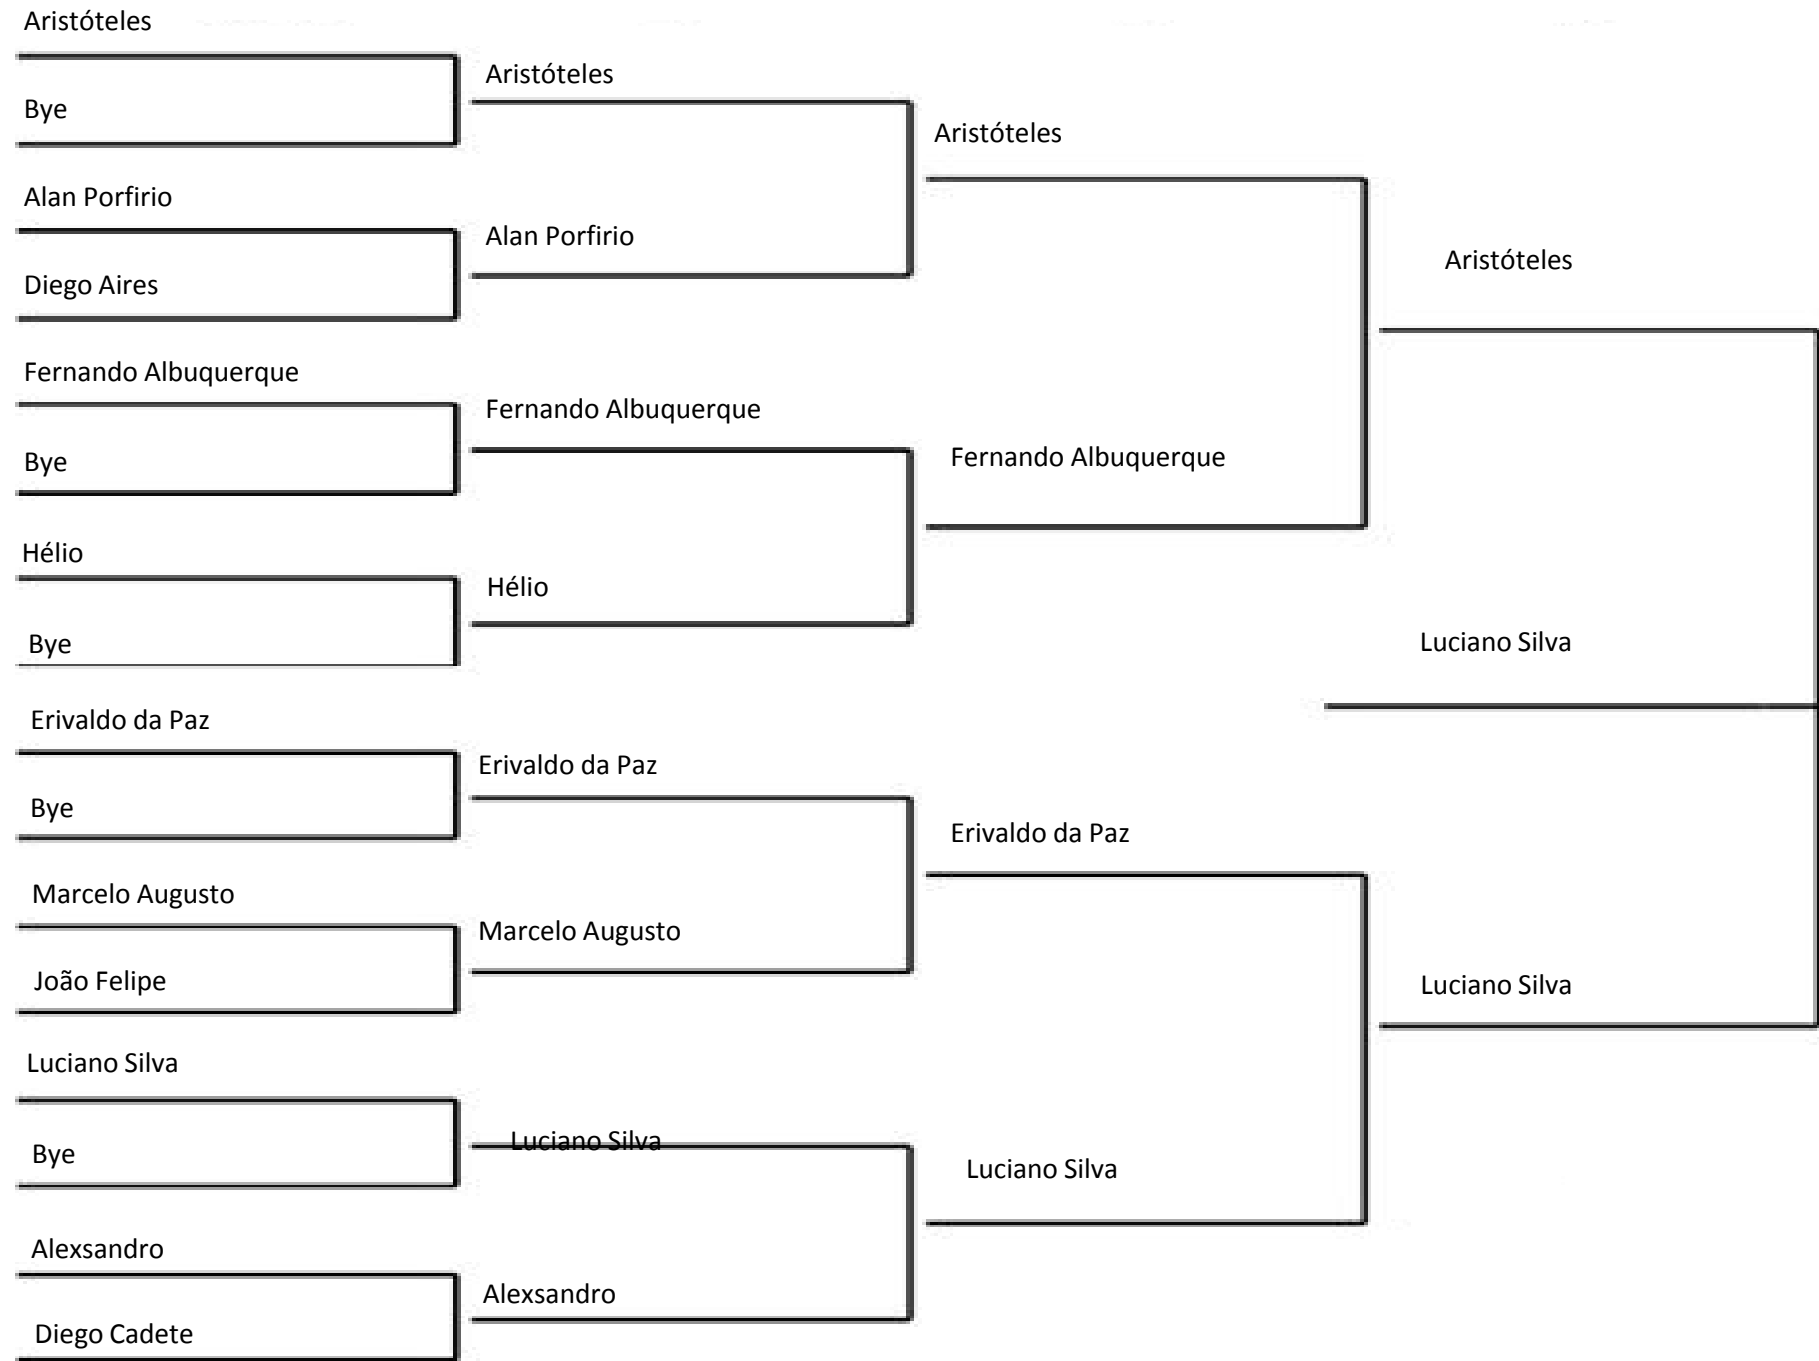 Aristóteles
Bye
Alan Porfirio
Diego Aires
Fernando Albuquerque
Bye
Hélio
Bye
Erivaldo da Paz
Bye
Marcelo Augusto
João Felipe
Luciano Silva
Bye
Alexsandro
Diego Cadete
Aristóteles
Alan Porfirio
Fernando Albuquerque
Hélio
Erivaldo da Paz
Marcelo Augusto
Luciano Silva
Alexsandro
Aristóteles
Fernando Albuquerque
Erivaldo da Paz
Luciano Silva
Aristóteles
Luciano Silva
Luciano Silva